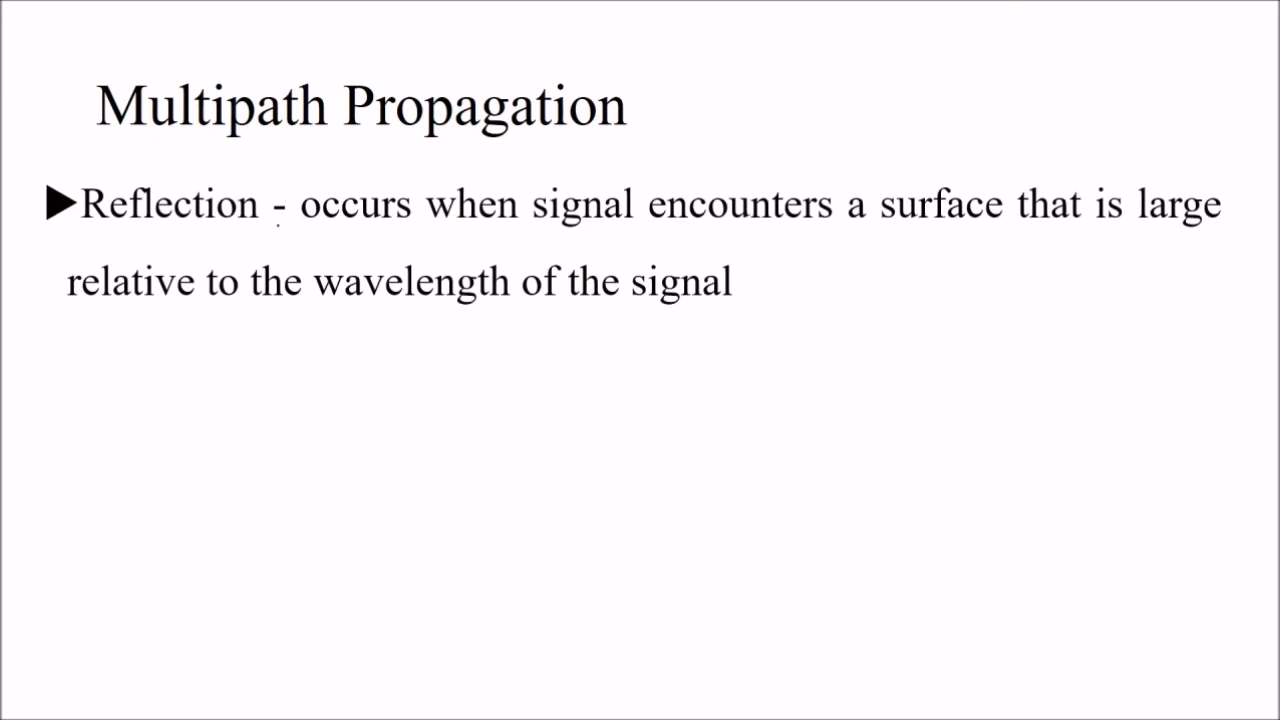 Multipath Propagation
▶Reflection - occurs when signal encounters a surface that is large
relative to the wavelength of the signal